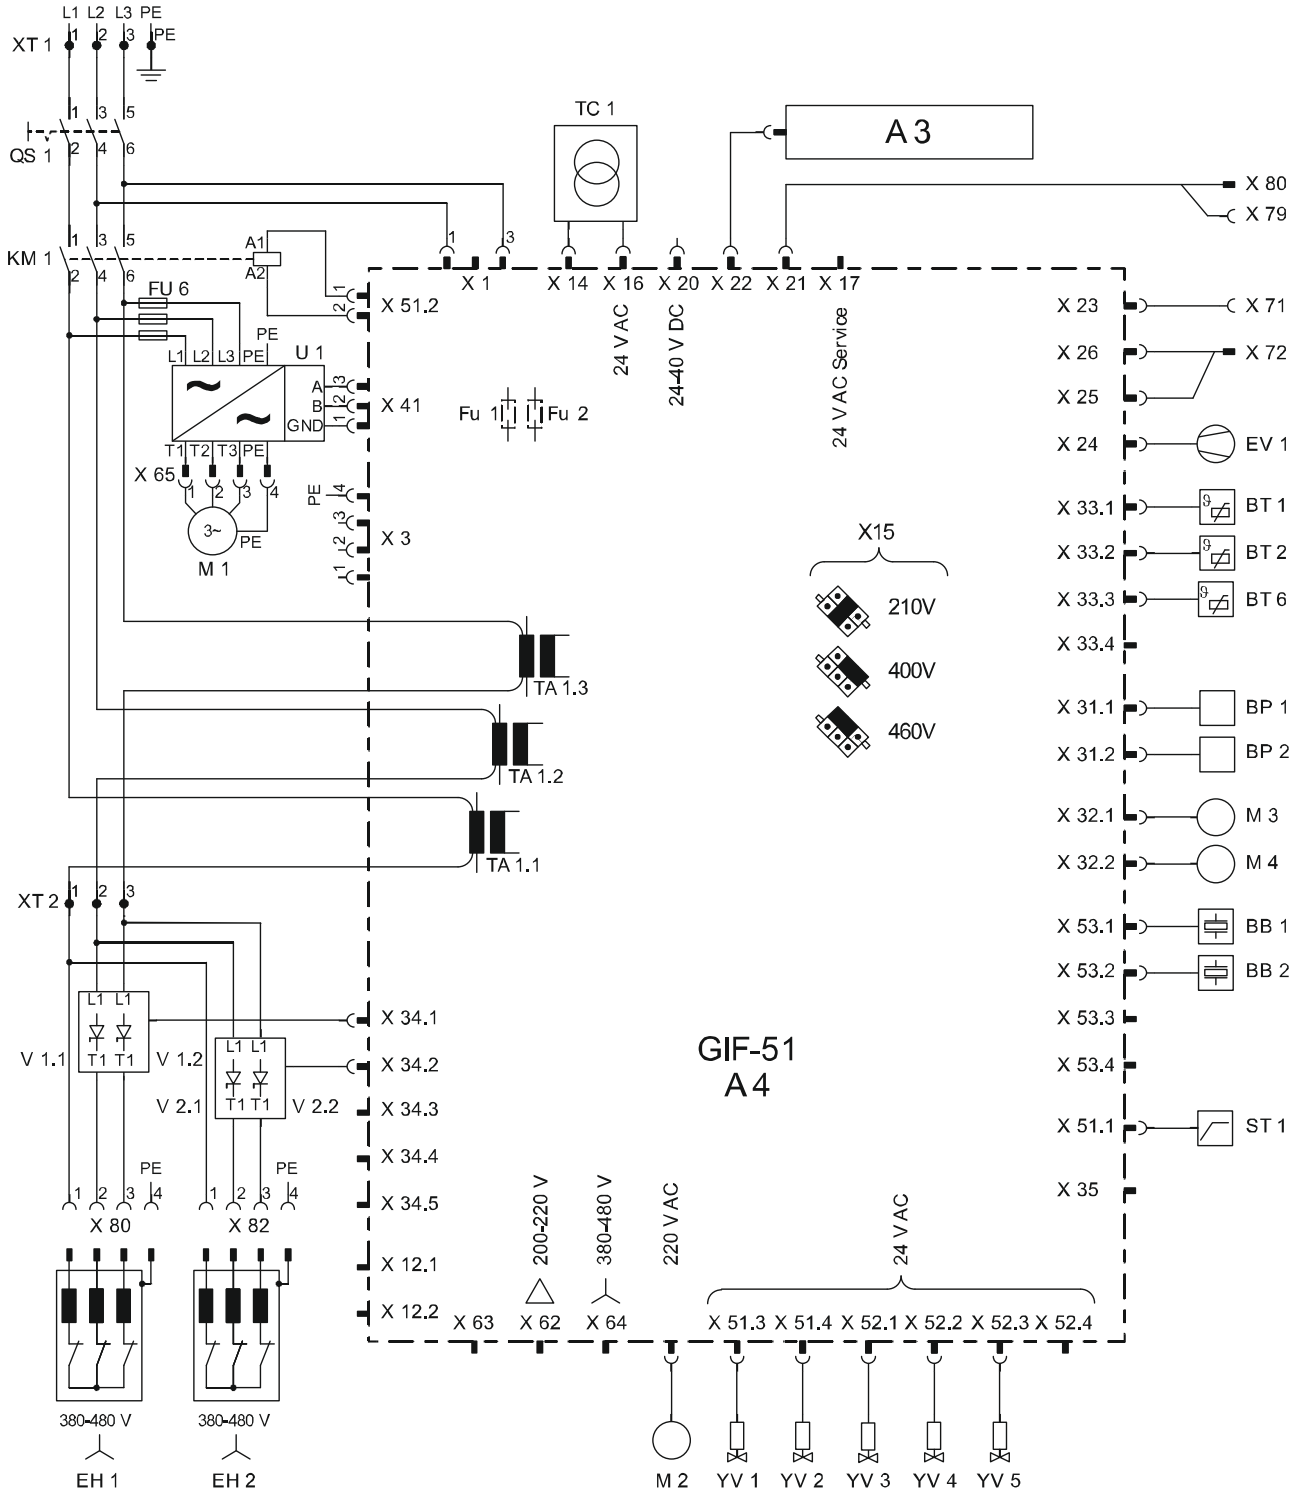 L1 L2 L3 PE
XT 1 1 2 3 PE
TC 1
A 3
1 3 5
QS 1 2 4 6
X 80
X 79
1 3 5 A1
KM 1 2 4 6 A2
1 3
X 1 X 14 X 16 X 20 X 22 X 21 X 17
24 V AC
24-40 V DC
24 V AC Service
FU 6
1 2 X 51.2
X 23 X 71
PE
L1 L2 L3 PE U 1
X 26 X 72
A 3
B 2 X 41
GND 1
X 25
Fu 1 Fu 2
T1 T2 T3 PE
X 24 EV 1
X 65 1 2 3 4
PE 4
3
2 X 3
1
3~
PE
M 1
X 33.1 ϑ BT 1
X15
X 33.2 ϑ BT 2
210V
X 33.3 ϑ BT 6
X 33.4
400V
TA 1.3
X 31.1 BP 1
460V
X 31.2 BP 2
TA 1.2
X 32.1 M 3
TA 1.1
X 32.2 M 4
XT 2 1 2 3
X 53.1 BB 1
X 53.2 BB 2
L1 L1
X 34.1
X 53.3
V 1.1 T1 T1 V 1.2
L1 L1
X 34.2
GIF-51
A 4
X 53.4
V 2.1 T1 T1 V 2.2
X 34.3
X 51.1 ST 1
X 34.4
PE PE
1 2 3 4 1 2 3 4
X 34.5
X 35
X 80 X 82
200-220 V
380-480 V
220 V AC
24 V AC
X 12.1
X 12.2
X 63 X 62 X 64 X 51.3 X 51.4 X 52.1 X 52.2 X 52.3 X 52.4
380-480 V 380-480 V
EH 1 EH 2 M 2 YV 1 YV 2 YV 3 YV 4 YV 5